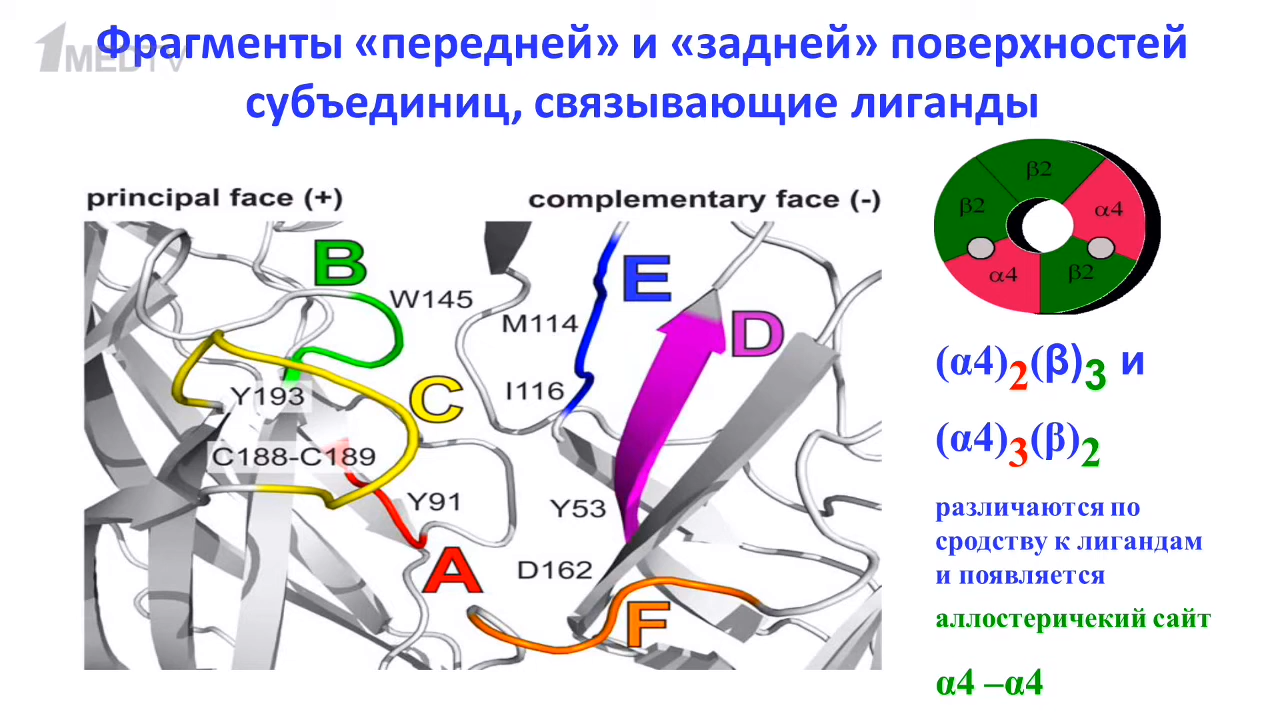 1MEDTV
Фрагменты «передней» и «задней» поверхностей
субъединиц, связывающие лиганды
principal face (+)
complementary face (-)
B
W145
Y193
C
C188-C189
Y91
A
E
M114
D
I116
Y53
D162
F
β2
β2
α4
α4
β2
(α4)2(β)3 и
(α4)3(β)2
различаются по
сродству к лигандам
и появляется
аллостеричекий сайт
α4 –α4